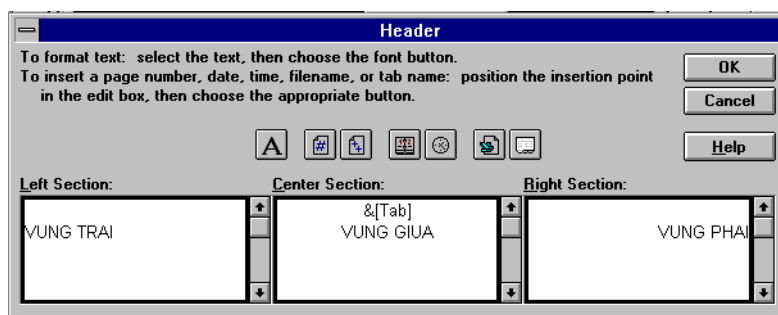 Header
To format text: select the text, then choose the font button.
To insert a page number, date, time, filename, or tab name: position the insertion point
in the edit box, then choose the appropriate button.
OK
Cancel
Help
A
Left Section:
Center Section:
Right Section:
VUNG TRAI
&[Tab]
VUNG GIUA
VUNG PHAI